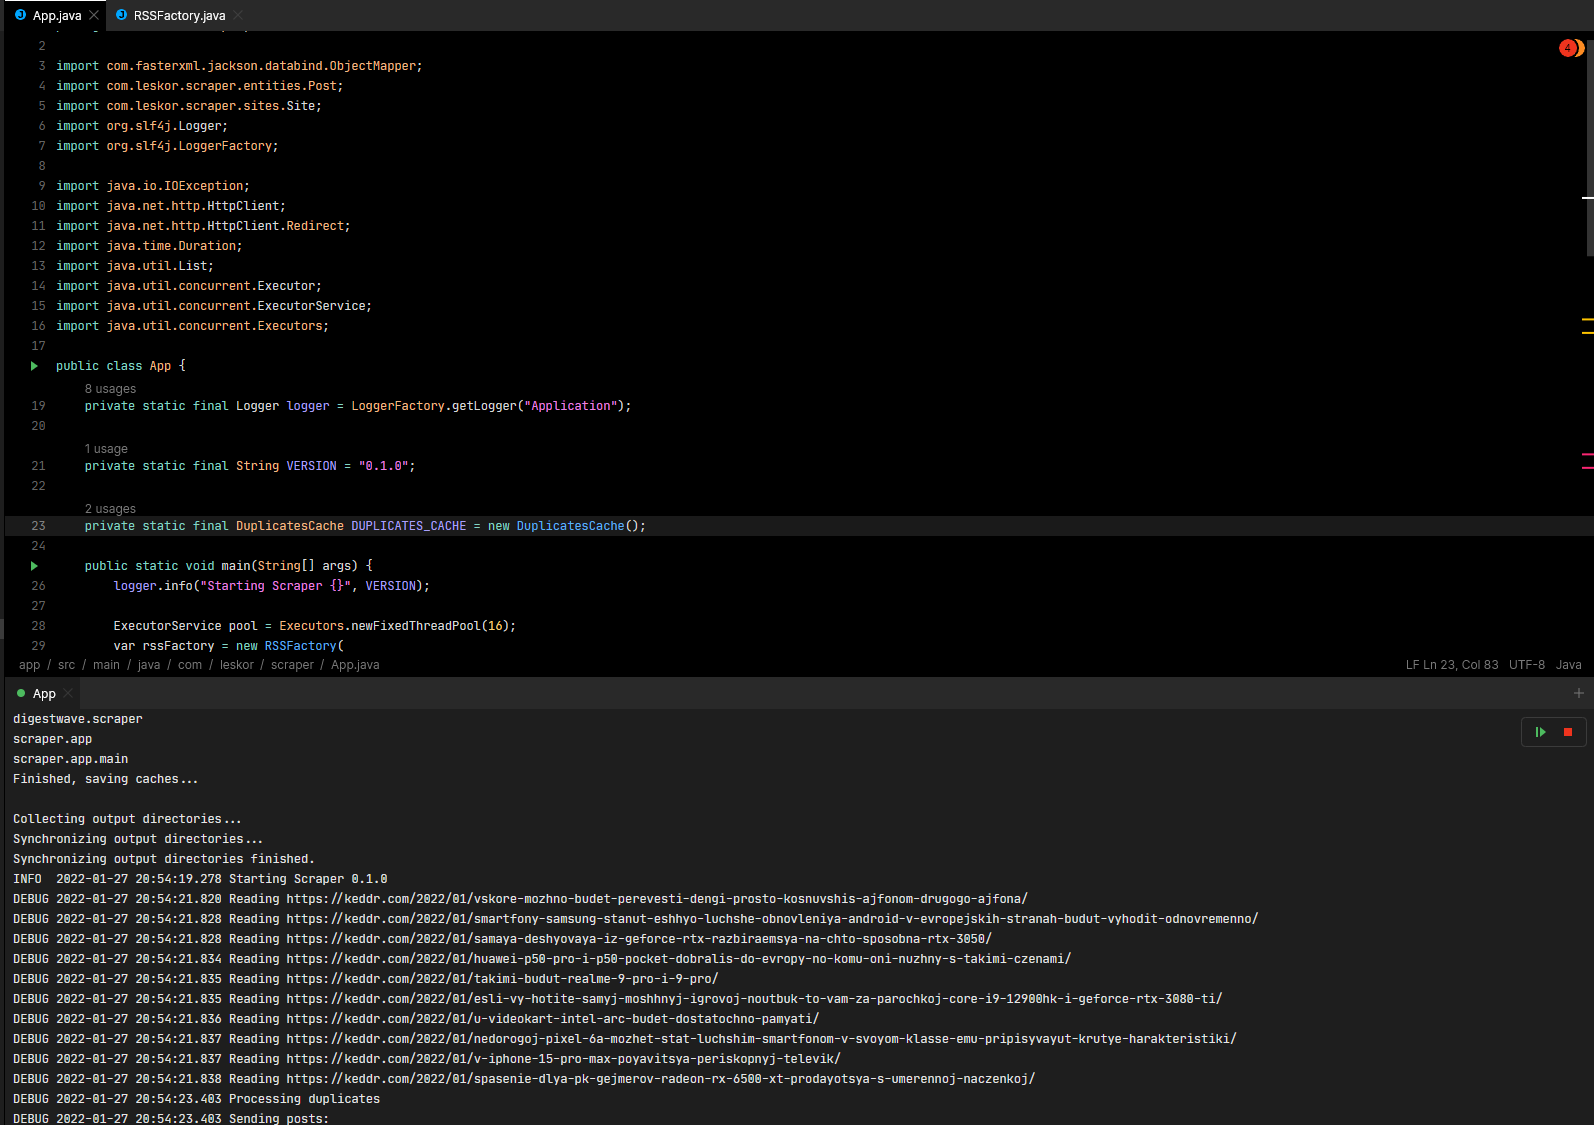 App.java
RSSFactory.java
2
4
3 import com.fasterxml.jackson.databind.ObjectMapper;
4 import com.leskor.scraper.entities.Post;
5 import com.leskor.scraper.sites.Site;
6 import org.slf4j.Logger;
7 import org.slf4j.LoggerFactory;
8
9 import java.io.IOException;
10 import java.net.http.HttpClient;
11 import java.net.http.HttpClient.Redirect;
12 import java.time.Duration;
13 import java.util.List;
14 import java.util.concurrent.Executor;
15 import java.util.concurrent.ExecutorService;
16 import java.util.concurrent.Executors;
17
public class App {
8 usages
19 private static final Logger logger = LoggerFactory.getLogger("Application");
20
1 usage
21 private static final String VERSION = "0.1.0";
22
2 usages
23 private static final DuplicatesCache DUPLICATES_CACHE = new DuplicatesCache();
24
public static void main(String[] args) {
26 logger.info("Starting Scraper {}", VERSION);
27
28 ExecutorService pool = Executors.newFixedThreadPool(16);
29 var rssFactory = new RSSFactory(
app / src / main / java / com / leskor / scraper / App.java
LF Ln 23, Col 83 UTF-8 Java
App
digestwave.scraper
scraper.app
scraper.app.main
Finished, saving caches...
Collecting output directories...
Synchronizing output directories...
Synchronizing output directories finished.
INFO 2022-01-27 20:54:19.278 Starting Scraper 0.1.0
DEBUG 2022-01-27 20:54:21.820 Reading https://keddr.com/2022/01/vskore-mozhno-budet-perevesti-dengi-prosto-kosnuvshis-ajfonom-drugogo-ajfona/
DEBUG 2022-01-27 20:54:21.828 Reading https://keddr.com/2022/01/smartfony-samsung-stanut-eshhyo-luchshe-obnovleniya-android-v-evropejskih-stranah-budut-vyhodit-odnovremenno/
DEBUG 2022-01-27 20:54:21.828 Reading https://keddr.com/2022/01/samaya-deshyovaya-iz-geforce-rtx-razbiraemsya-na-chto-sposobna-rtx-3050/
DEBUG 2022-01-27 20:54:21.834 Reading https://keddr.com/2022/01/huawei-p50-pro-i-p50-pocket-dobralis-do-evropy-no-komu-oni-nuzhny-s-takimi-czenami/
DEBUG 2022-01-27 20:54:21.835 Reading https://keddr.com/2022/01/takimi-budut-realme-9-pro-i-9-pro/
DEBUG 2022-01-27 20:54:21.835 Reading https://keddr.com/2022/01/esli-vy-hotite-samyj-moshhnyj-igrovoj-noutbuk-to-vam-za-parochkoj-core-i9-12900hk-i-geforce-rtx-3080-ti/
DEBUG 2022-01-27 20:54:21.836 Reading https://keddr.com/2022/01/u-videokart-intel-arc-budet-dostatochno-pamyati/
DEBUG 2022-01-27 20:54:21.837 Reading https://keddr.com/2022/01/nedorogoj-pixel-6a-mozhet-stat-luchshim-smartfonom-v-svoyom-klasse-emu-pripisyvayut-krutye-harakteristiki/
DEBUG 2022-01-27 20:54:21.837 Reading https://keddr.com/2022/01/v-iphone-15-pro-max-poyavitsya-periskopnyj-televik/
DEBUG 2022-01-27 20:54:21.838 Reading https://keddr.com/2022/01/spasenie-dlya-pk-gejmerov-radeon-rx-6500-xt-prodayotsya-s-umerennoj-naczenkoj/
DEBUG 2022-01-27 20:54:23.403 Processing duplicates
DEBUG 2022-01-27 20:54:23.403 Sending posts: